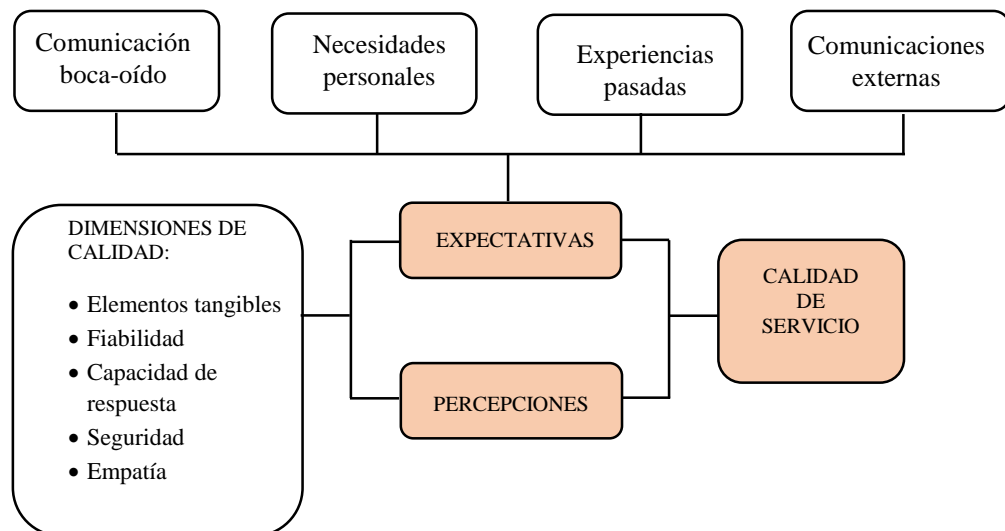 Comunicación
boca-oído
Necesidades
personales
Experiencias
pasadas
Comunicaciones
externas
DIMENSIONES DE
CALIDAD:
• Elementos tangibles
• Fiabilidad
• Capacidad de
respuesta
• Seguridad
• Empatía
EXPECTATIVAS
PERCEPCIONES
CALIDAD
DE
SERVICIO